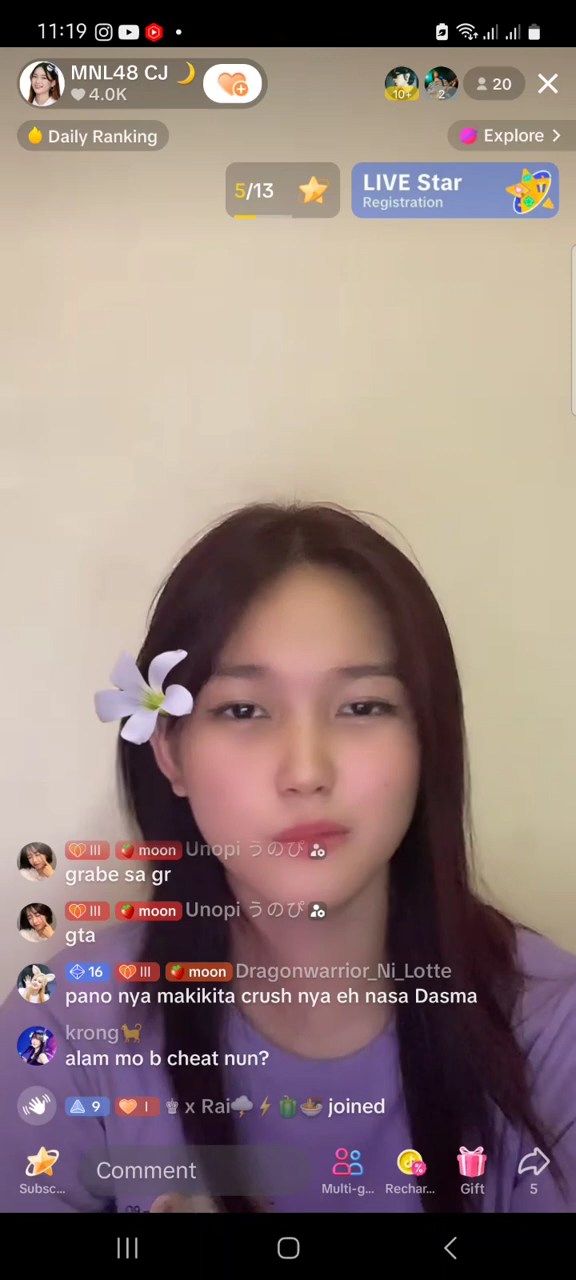 11:19
MNL48 CJ 🌙
4.0K
10+
2
20
Daily Ranking
Explore
5/13
LIVE Star
Registration
III moon Unopi うのぴ
grabe sa gr
III moon Unopi うのぴ
gta
16 III moon Dragonwarrior_Ni_Lotte
pano nya makikita crush nya eh nasa Dasma
krong🐈
alam mo b cheat nun?
9 I ♚ x Rai🌩️⚡🎁🍲 joined
Subsc...
Comment
Multi-g...
Rechar...
Gift
5